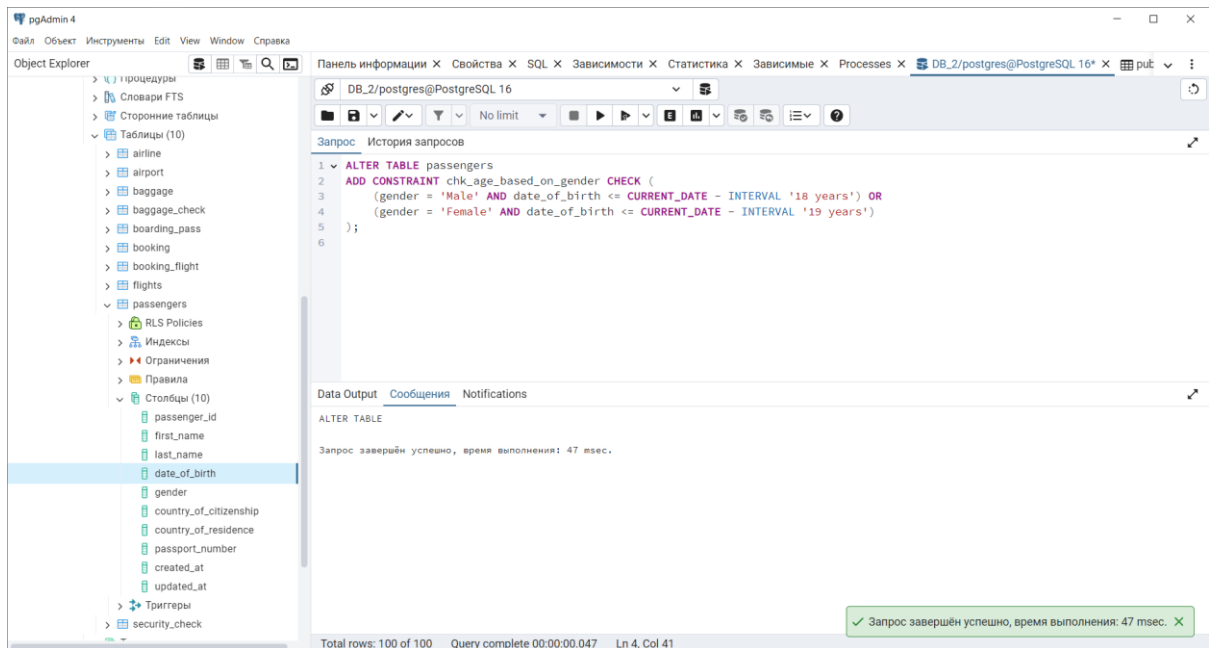 pgAdmin 4
Файл Объект Инструменты Edit View Window Справка
Object Explorer
Процедуры
Словари FTS
Сторонние таблицы
Таблицы (10)
airline
airport
baggage
baggage_check
boarding_pass
booking
booking_flight
flights
passengers
RLS Policies
Индексы
Ограничения
Правила
Столбцы (10)
passenger_id
first_name
last_name
date_of_birth
gender
country_of_citizenship
country_of_residence
passport_number
created_at
updated_at
Триггеры
security_check
Панель информации X Свойства X SQL X Зависимости X Статистика X Зависимые X Processes X DB_2/postgres@PostgreSQL 16* X pub
DB_2/postgres@PostgreSQL 16
No limit
Запрос История запросов
1 ALTER TABLE passengers
2 ADD CONSTRAINT chk_age_based_on_gender CHECK (
3 (gender = 'Male' AND date_of_birth <= CURRENT_DATE - INTERVAL '18 years') OR
4 (gender = 'Female' AND date_of_birth <= CURRENT_DATE - INTERVAL '19 years')
5 );
6
Data Output Сообщения Notifications
ALTER TABLE
Запрос завершён успешно, время выполнения: 47 msec.
✓ Запрос завершён успешно, время выполнения: 47 msec. X
Total rows: 100 of 100 Query complete 00:00:00.047 Ln 4, Col 41